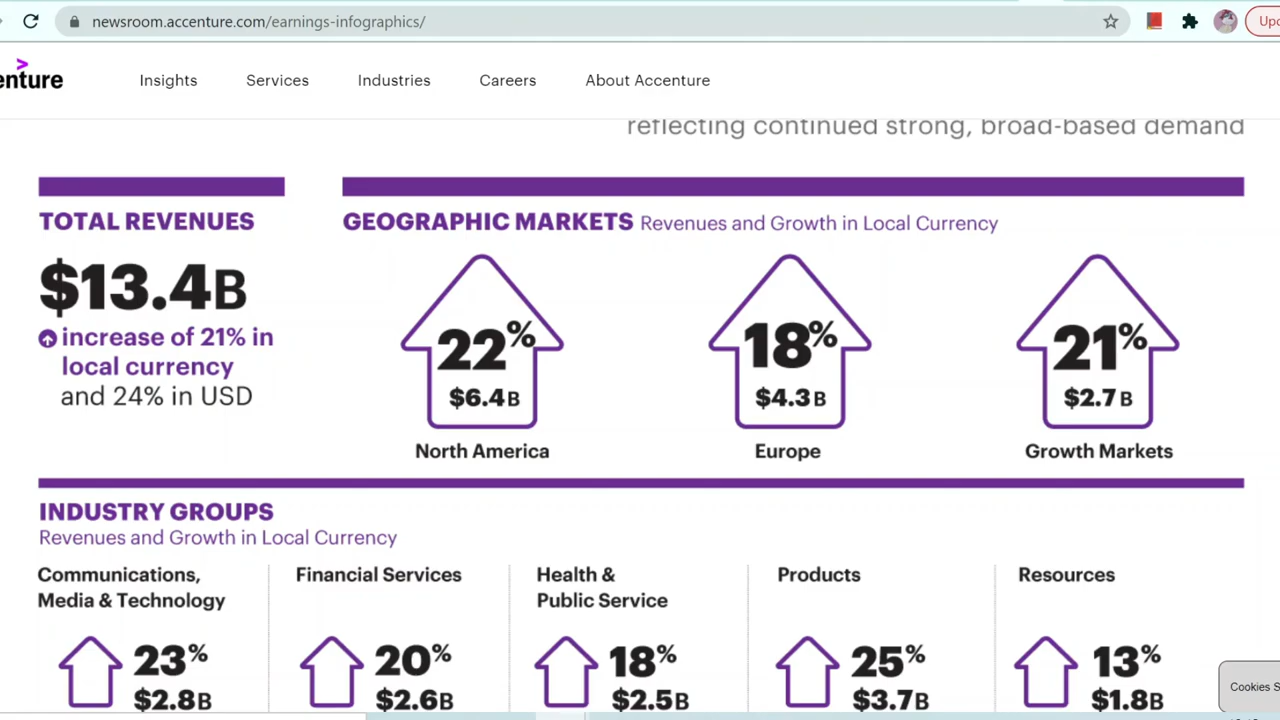 newsroom.accenture.com/earnings-infographics/
enture
Insights Services Industries Careers About Accenture
reflecting continued strong, broad-based demand
TOTAL REVENUES
$13.4B
increase of 21% in
local currency
and 24% in USD
GEOGRAPHIC MARKETS Revenues and Growth in Local Currency
22%
$6.4B
North America
18%
$4.3B
Europe
21%
$2.7B
Growth Markets
INDUSTRY GROUPS
Revenues and Growth in Local Currency
Communications,
Media & Technology
23%
$2.8B
Financial Services
20%
$2.6B
Health &
Public Service
18%
$2.5B
Products
25%
$3.7B
Resources
13%
$1.8B
Cookies S